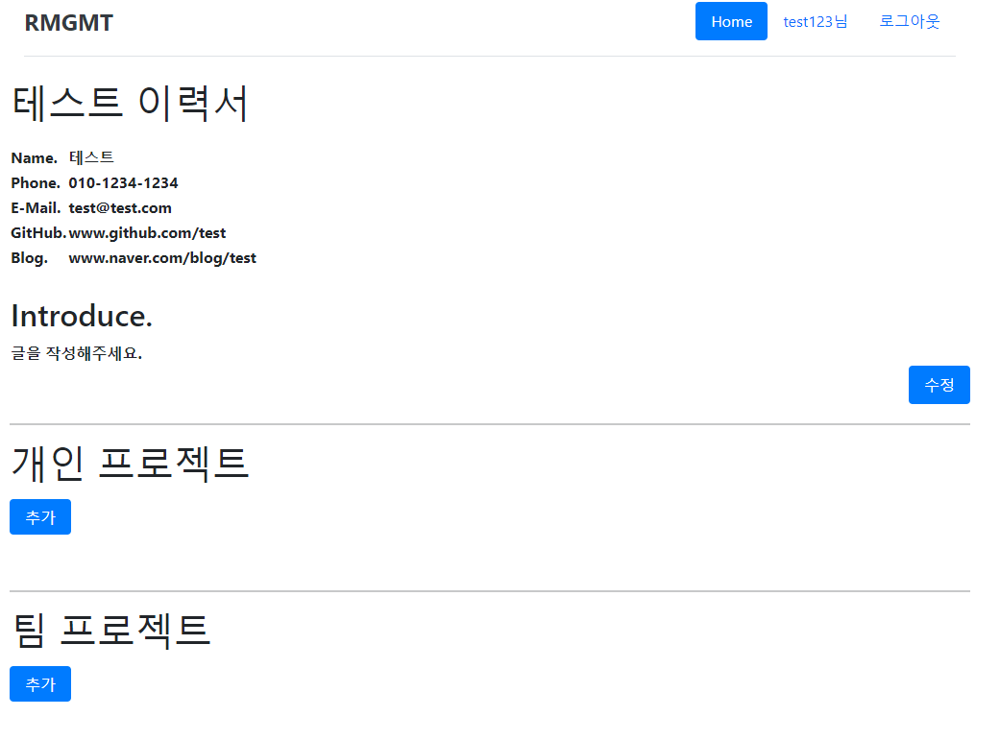 RMGMT Home test123님 로그아웃
테스트 이력서
Name. 테스트
Phone. 010-1234-1234
E-Mail. test@test.com
GitHub. www.github.com/test
Blog. www.naver.com/blog/test
Introduce.
글을 작성해주세요.
수정
개인 프로젝트
추가
팀 프로젝트
추가